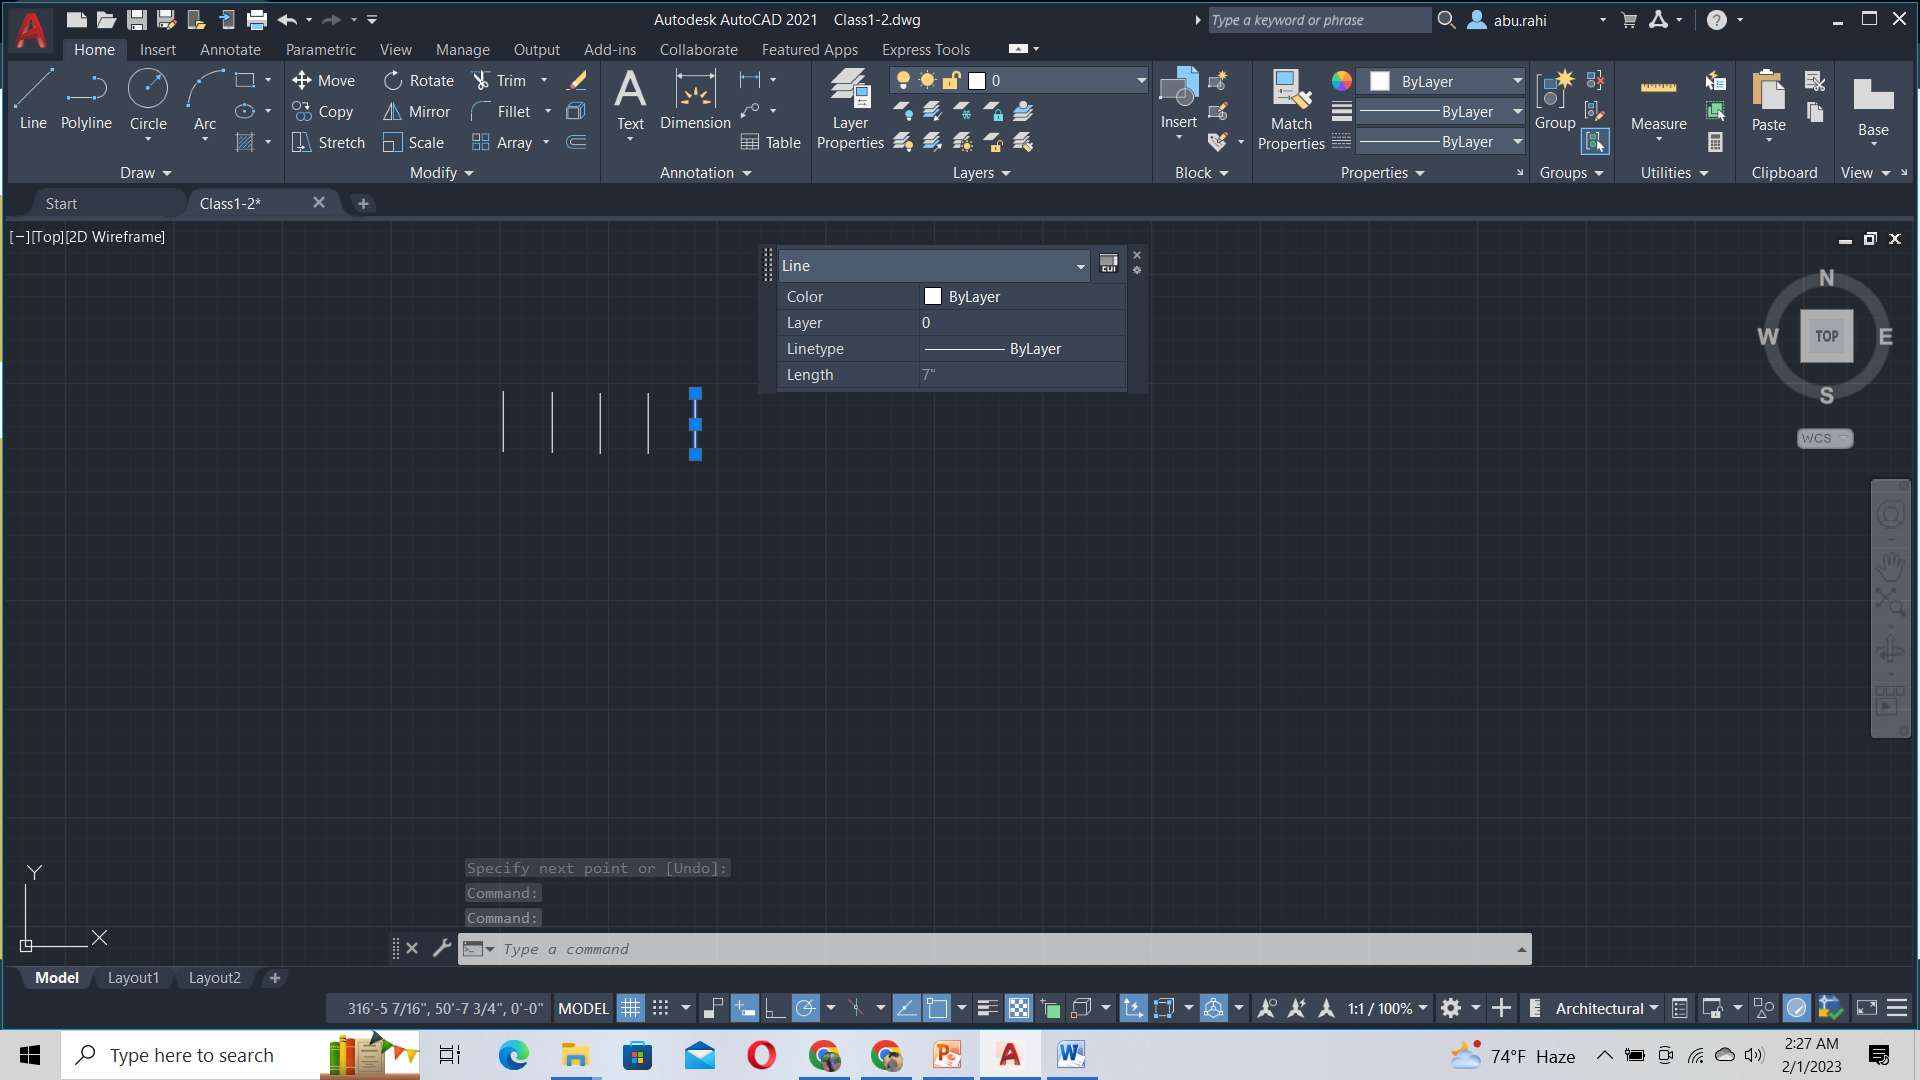 Autodesk AutoCAD 2021 Class1-2.dwg
Type a keyword or phrase
abu.rahi
Home Insert Annotate Parametric View Manage Output Add-ins Collaborate Featured Apps Express Tools
Line
Polyline
Circle
Arc
Draw
Move
Rotate
Trim
Copy
Mirror
Fillet
Stretch
Scale
Array
Modify
Text
Dimension
Table
Annotation
Layer
Properties
0
Layers
Insert
Block
Match
Properties
ByLayer
ByLayer
ByLayer
Properties
Group
Groups
Measure
Utilities
Paste
Clipboard
Base
View
Start
Class1-2*
[−][Top][2D Wireframe]
Line
CUI
Color ByLayer
Layer 0
Linetype ByLayer
Length 7"
N
W TOP E
S
WCS
Y
X
Specify next point or [Undo]:
Command:
Command:
Type a command
Model Layout1 Layout2
316'-5 7/16", 50'-7 3/4", 0'-0" MODEL 1:1 / 100% Architectural
Type here to search
74°F Haze
2:27 AM
2/1/2023